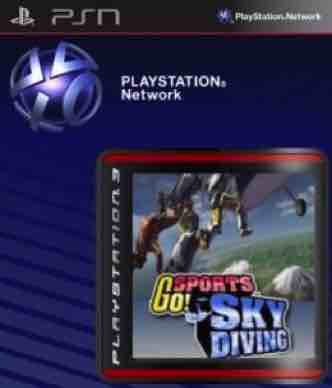 PSN
PlayStation®Network
PLAYSTATION®
Network
PLAYSTATION 3
Go! SPORTS
SKY
DIVING